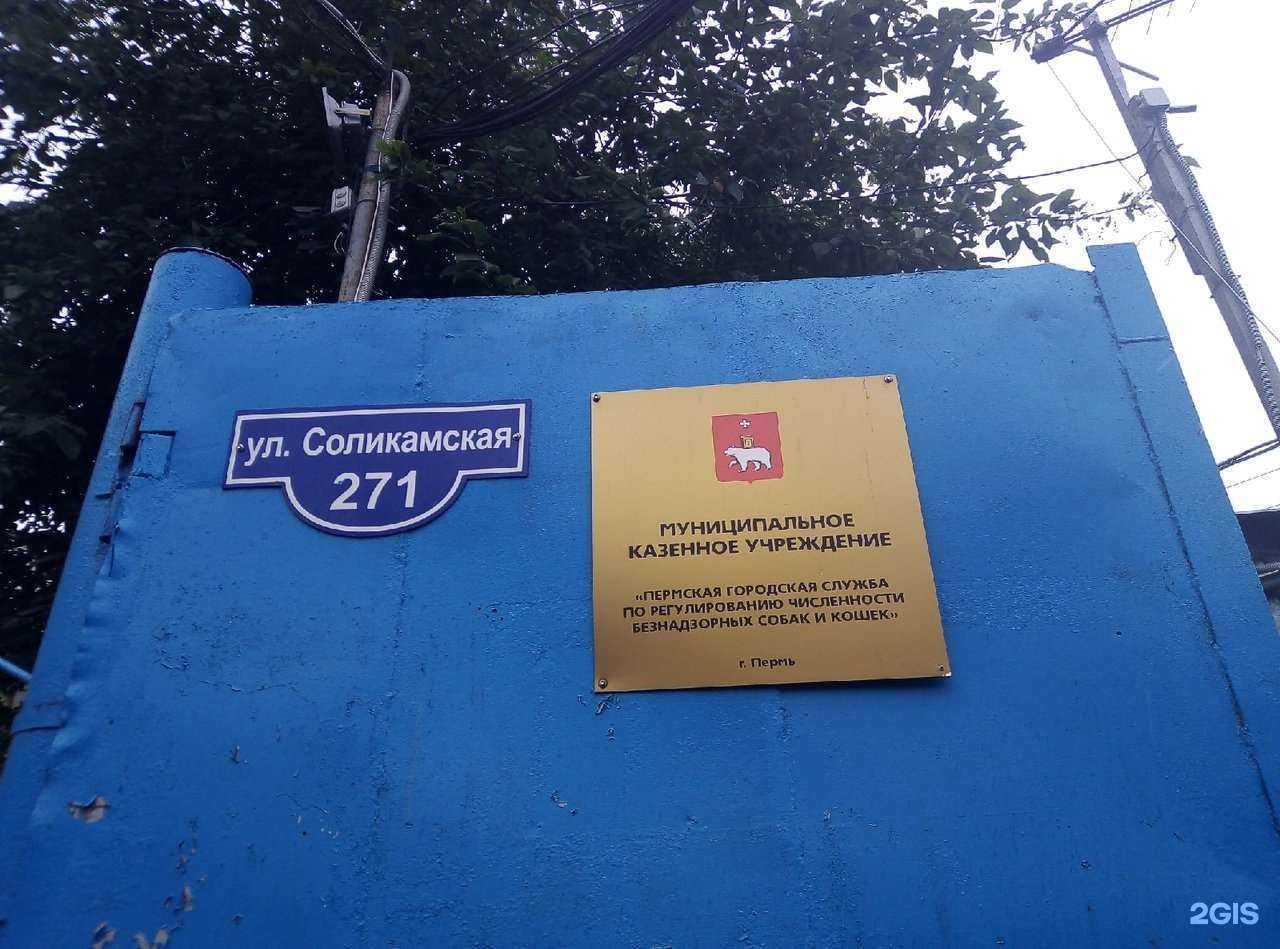 ул. Соликамская
271
МУНИЦИПАЛЬНОЕ
КАЗЕННОЕ УЧРЕЖДЕНИЕ
«ПЕРМСКАЯ ГОРОДСКАЯ СЛУЖБА
ПО РЕГУЛИРОВАНИЮ ЧИСЛЕННОСТИ
БЕЗНАДЗОРНЫХ СОБАК И КОШЕК»
г. Пермь
2GIS